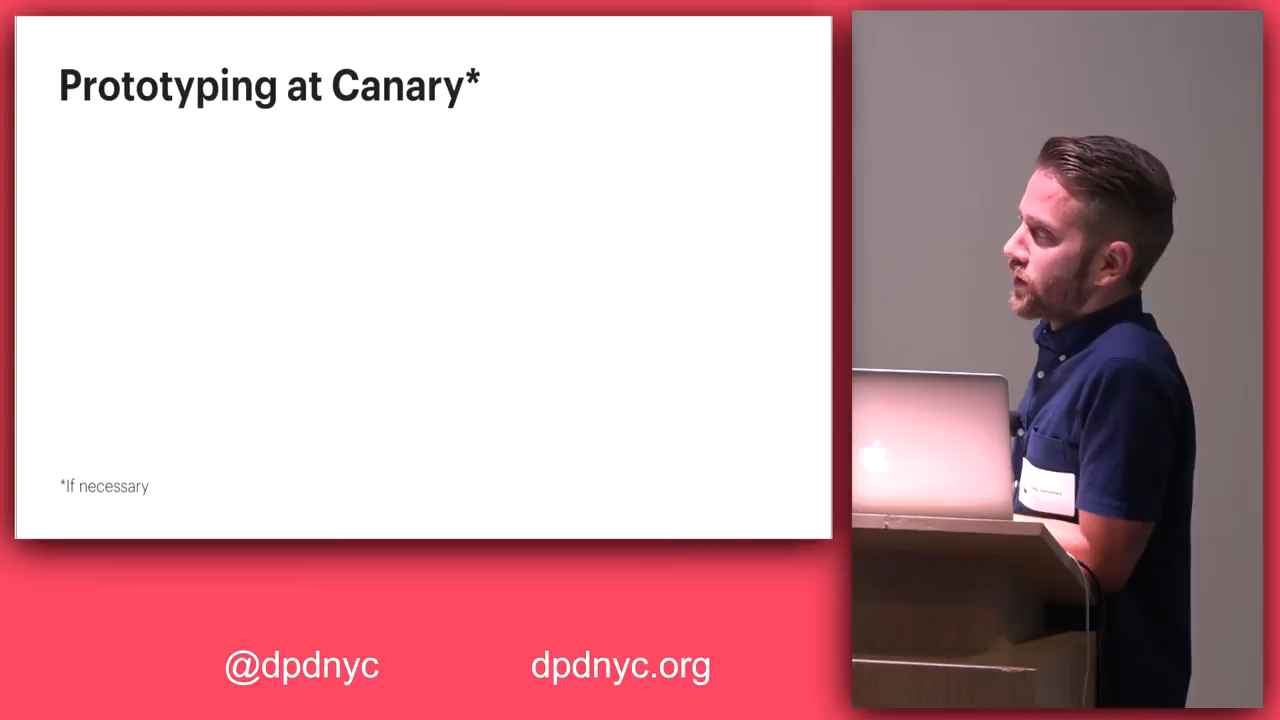 Prototyping at Canary*
*If necessary
@dpdnyc
dpdnyc.org